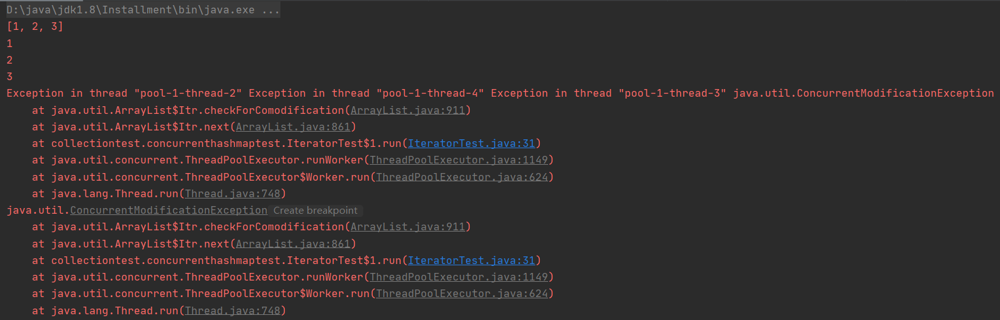 D:\java\jdk1.8\Installment\bin\java.exe ...
[1, 2, 3]
1
2
3
Exception in thread "pool-1-thread-2" Exception in thread "pool-1-thread-4" Exception in thread "pool-1-thread-3" java.util.ConcurrentModificationException
    at java.util.ArrayList$Itr.checkForComodification(ArrayList.java:911)
    at java.util.ArrayList$Itr.next(ArrayList.java:861)
    at collectiontest.concurrenthashmaptest.IteratorTest$1.run(IteratorTest.java:31)
    at java.util.concurrent.ThreadPoolExecutor.runWorker(ThreadPoolExecutor.java:1149)
    at java.util.concurrent.ThreadPoolExecutor$Worker.run(ThreadPoolExecutor.java:624)
    at java.lang.Thread.run(Thread.java:748)
java.util.ConcurrentModificationException Create breakpoint
    at java.util.ArrayList$Itr.checkForComodification(ArrayList.java:911)
    at java.util.ArrayList$Itr.next(ArrayList.java:861)
    at collectiontest.concurrenthashmaptest.IteratorTest$1.run(IteratorTest.java:31)
    at java.util.concurrent.ThreadPoolExecutor.runWorker(ThreadPoolExecutor.java:1149)
    at java.util.concurrent.ThreadPoolExecutor$Worker.run(ThreadPoolExecutor.java:624)
    at java.lang.Thread.run(Thread.java:748)